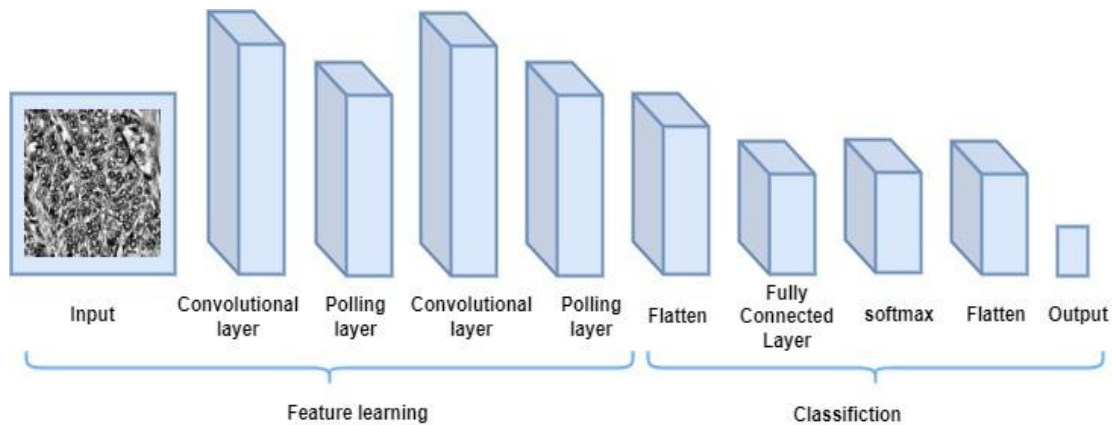 Input
Convolutional
layer
Polling
layer
Convolutional
layer
Polling
layer
Flatten
Fully
Connected
Layer
softmax
Flatten
Output
Feature learning
Classifiction